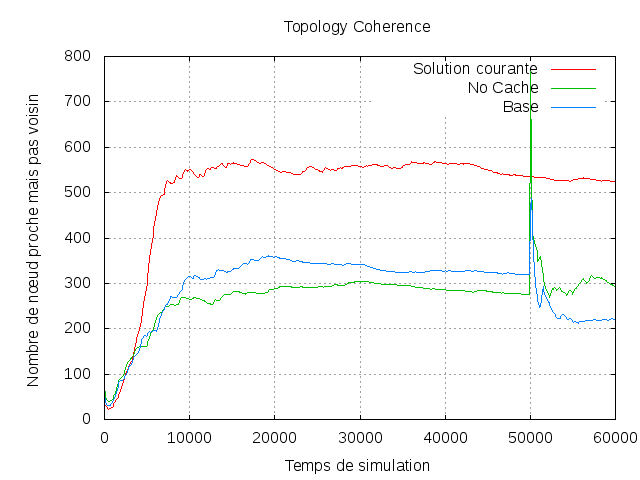 Topology Coherence
Nombre de nœud proche mais pas voisin
800
700
600
500
400
300
200
100
0
Solution courante
No Cache
Base
0 10000 20000 30000 40000 50000 60000
Temps de simulation